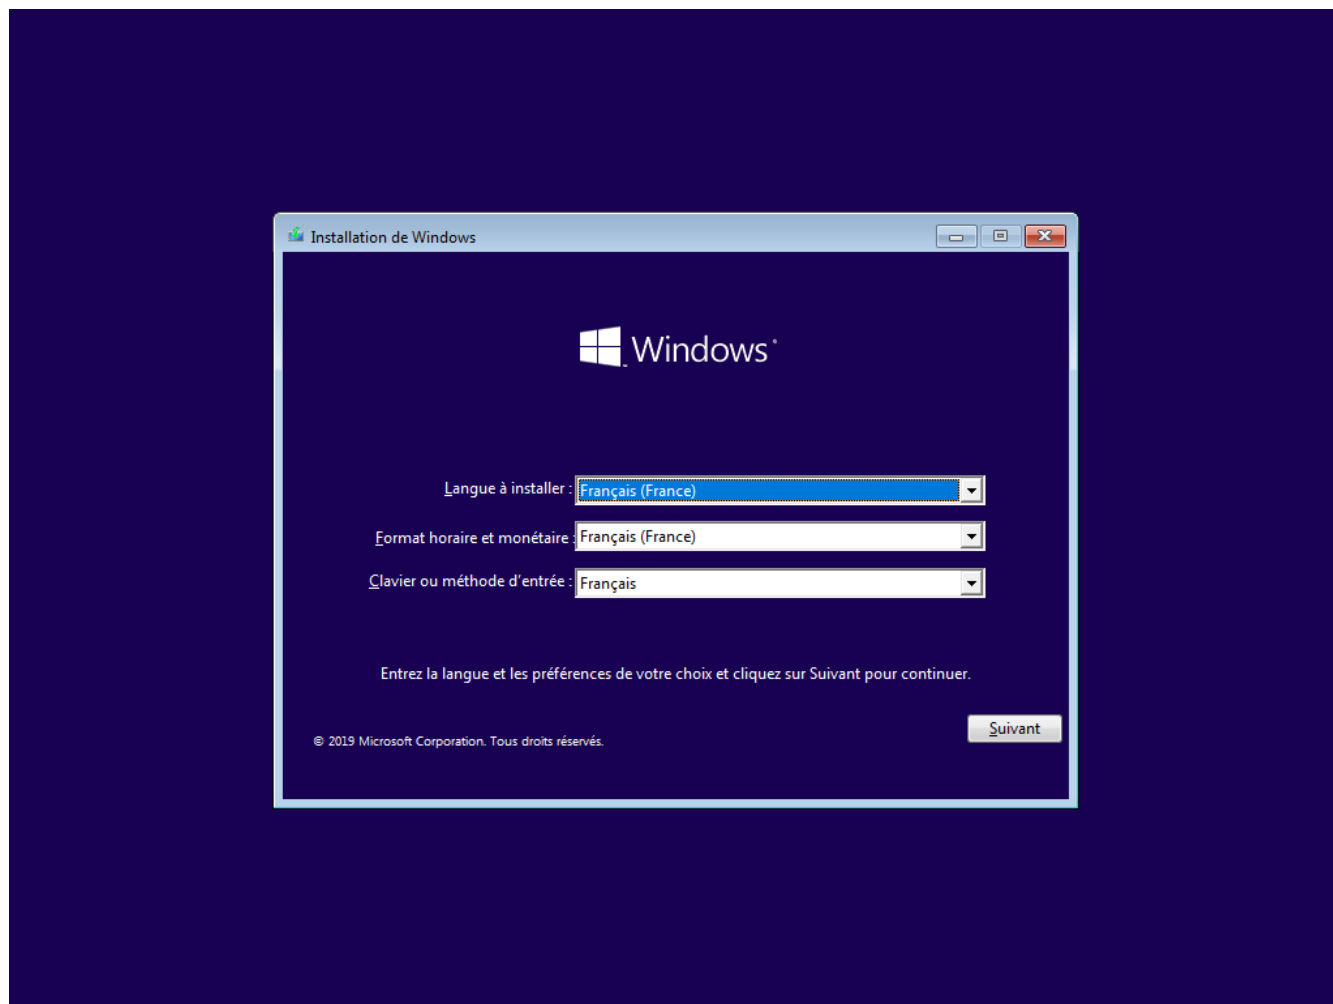 Installation de Windows
Windows
Langue à installer : Français (France)
Format horaire et monétaire : Français (France)
Clavier ou méthode d'entrée : Français
Entrez la langue et les préférences de votre choix et cliquez sur Suivant pour continuer.
Suivant
© 2019 Microsoft Corporation. Tous droits réservés.